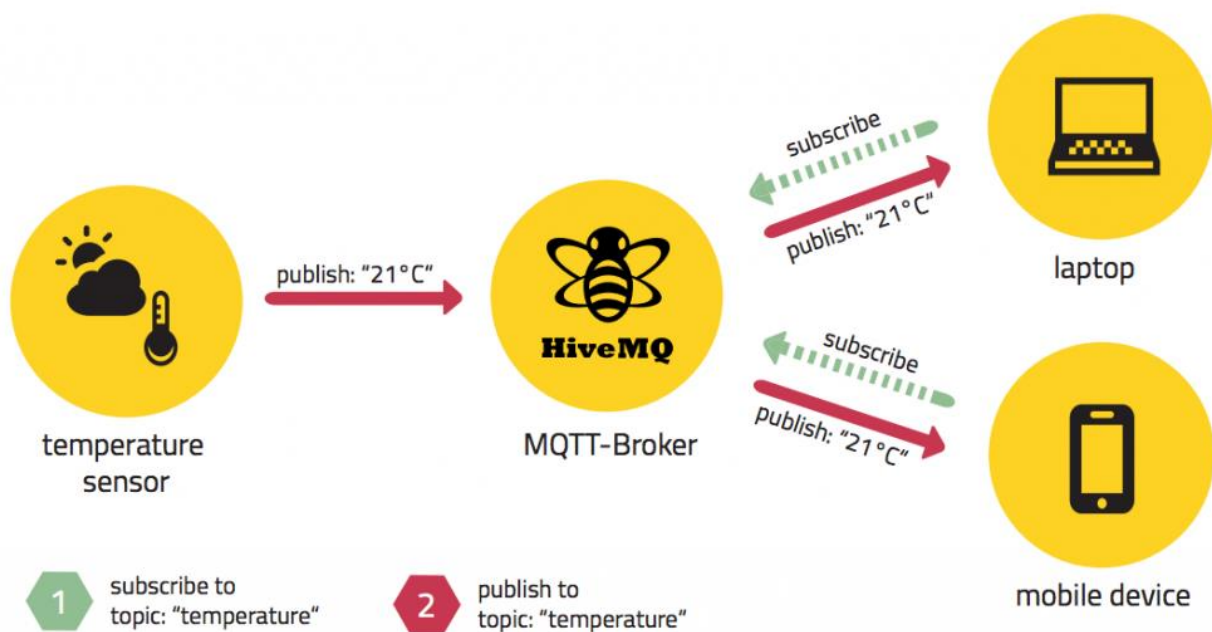 subscribe
publish: “21°C“
laptop
publish: “21°C“
HiveMQ
temperature
sensor
MQTT-Broker
subscribe
publish: “21°C“
mobile device
1
subscribe to
topic: “temperature“
2
publish to
topic: “temperature“